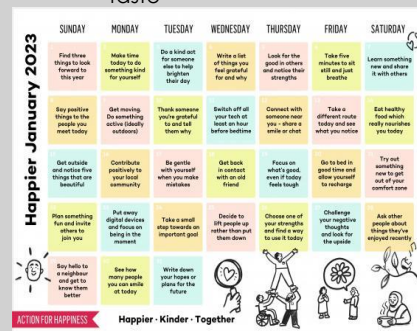 Happier January 2023
SUNDAY MONDAY TUESDAY WEDNESDAY THURSDAY FRIDAY SATURDAY
Find three
things to look
forward to
this year
Make time
today to do
something kind
for yourself
Do a kind act
for someone
else to help
brighten
their day
Write a list
of things
you feel
grateful for
and why
Look for the
good in others
and notice their
strengths
Take five
minutes to sit
still and just
breathe
Learn something
new and share
it with others
Say positive
things to the
people you
meet today
Get moving.
Do something
active (ideally
outdoors)
Thank someone
you're grateful
to and tell
them why
Switch off all
your tech at
least an hour
before bedtime
Connect with
someone near
you - share a
smile or chat
Take a
different route
today and see
what you notice
Eat healthy
food which
really nourishes
you today
Get outside
and notice five
things that are
beautiful
Contribute
positively to
your local
community
Be gentle
with yourself
when you
make
mistakes
Get back
in contact
with an old
friend
Focus on
what's good,
even if today
feels tough
Go to bed in
good time and
allow yourself
to recharge
Try out
something
new to get
out of your
comfort zone
Plan something
fun and invite
others to
join you
Put away
digital devices
and focus on
being in the
moment
Take a small
step towards an
important goal
Decide to
lift people up
rather than put
them down
Choose one of
your strengths
and find a way
to use it today
Challenge
your negative
thoughts
and look for
the upside
Ask other
people about
things they've
enjoyed recently
Say hello to
a neighbour
and get to
know them
better
See how
many people
you can smile
at today
Write down
your hopes or
plans for the
future
ACTION FOR HAPPINESS
Happier · Kinder · Together